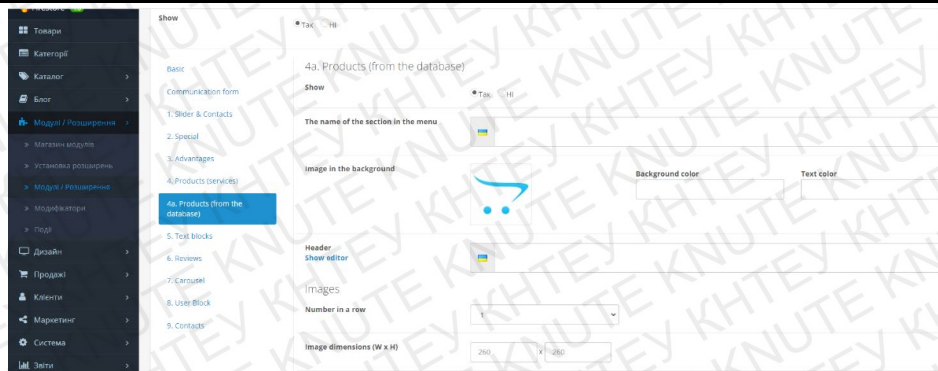 Товари
Категорії
Каталог
Блог
Модулі / Розширення
» Магазин модулів
» Установка розширень
» Модулі / Розширення
» Модифікатори
» Події
Дизайн
Продажі
Клієнти
Маркетинг
Система
Звіти
Show
Так Ні
Basic
Communication form
1. Slider & Contacts
2. Special
3. Advantages
4. Products (services)
4a. Products (from the
database)
5. Text blocks
6. Reviews
7. Carousel
8. User Block
9. Contacts
4a. Products (from the database)
Show
Так Ні
The name of the section in the menu
Image in the background
Background color
Text color
Header
Show editor
Images
Number in a row
1
Image dimensions (W x H)
260 x 260
KNUTE KHTEY KNUTE KHTEY